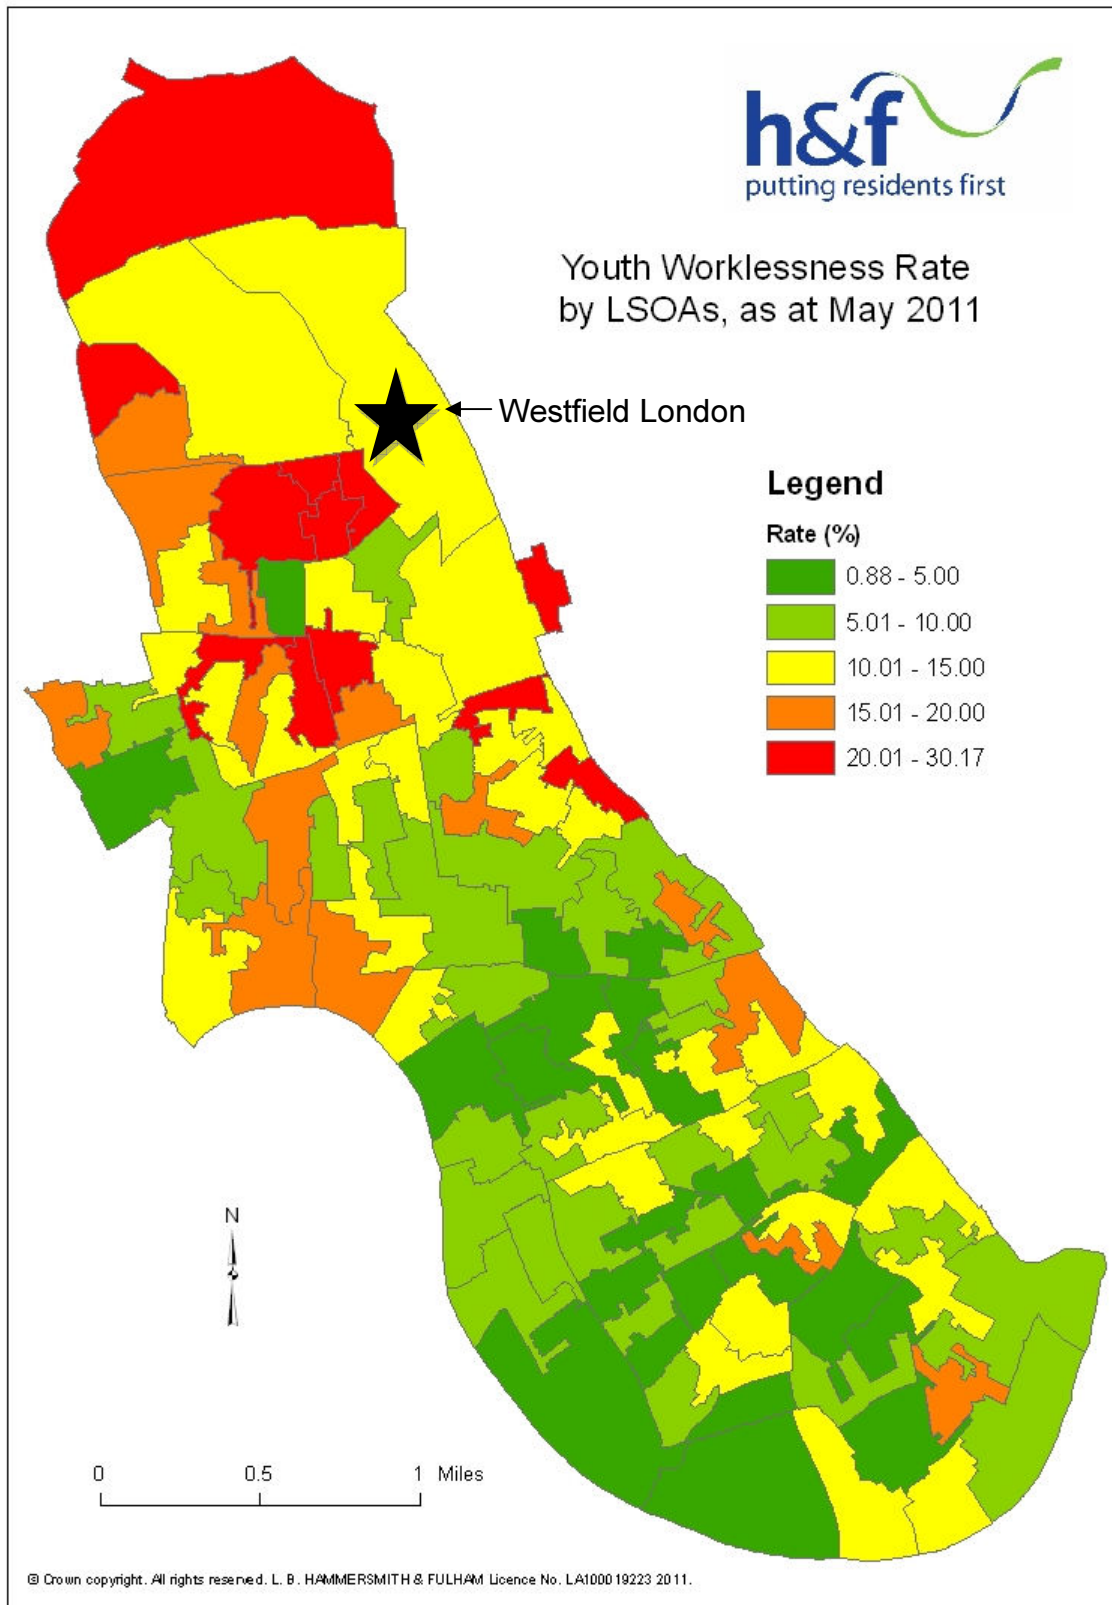 h&f
putting residents first
Youth Worklessness Rate
by LSOAs, as at May 2011
Westfield London
Legend
Rate (%)
0.88 - 5.00
5.01 - 10.00
10.01 - 15.00
15.01 - 20.00
20.01 - 30.17
N
0 0.5 1 Miles
© Crown copyright. All rights reserved. L. B. HAMMERSMITH & FULHAM Licence No. LA100019223 2011.